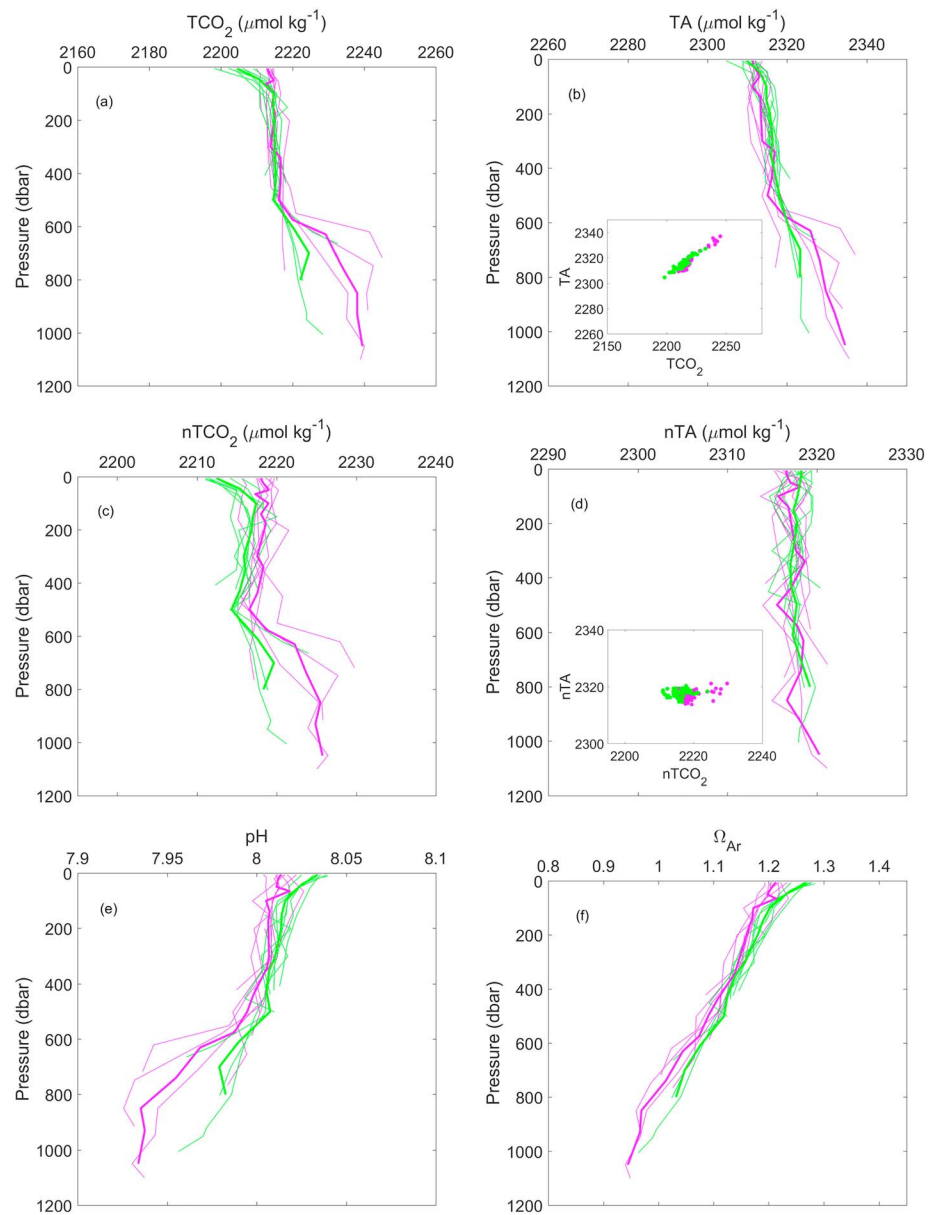 TCO₂ (μmol kg⁻¹)
2160 2180 2200 2220 2240 2260
0
200
400
600
800
1000
1200
Pressure (dbar)
(a)
TA (μmol kg⁻¹)
2260 2280 2300 2320 2340
0
200
400
600
800
1000
1200
Pressure (dbar)
(b)
2340
2320
2300
2280
2260
TA
2150 2200 2250
TCO₂
nTCO₂ (μmol kg⁻¹)
2200 2210 2220 2230 2240
0
200
400
600
800
1000
1200
Pressure (dbar)
(c)
nTA (μmol kg⁻¹)
2290 2300 2310 2320 2330
0
200
400
600
800
1000
1200
Pressure (dbar)
(d)
2340
2320
2300
nTA
2200 2220 2240
nTCO₂
pH
7.9 7.95 8 8.05 8.1
0
200
400
600
800
1000
1200
Pressure (dbar)
(e)
Ω_Ar
0.8 0.9 1 1.1 1.2 1.3 1.4
0
200
400
600
800
1000
1200
Pressure (dbar)
(f)